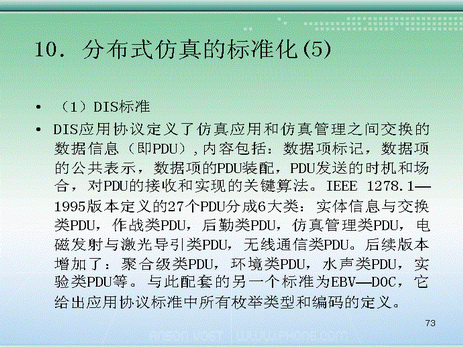 10．分布式仿真的标准化(5)
• （1）DIS标准
• DIS应用协议定义了仿真应用和仿真管理之间交换的
数据信息（即PDU）,内容包括：数据项标记，数据项
的公共表示，数据项的PDU装配，PDU发送的时机和场
合，对PDU的接收和实现的关键算法。IEEE 1278.1—
1995版本定义的27个PDU分成6大类：实体信息与交换
类PDU，作战类PDU，后勤类PDU，仿真管理类PDU，电
磁发射与激光导引类PDU，无线通信类PDU。后续版本
增加了：聚合级类PDU，环境类PDU，水声类PDU，实
验类PDU等。与此配套的另一个标准为EBV—DOC，它
给出应用协议标准中所有枚举类型和编码的定义。
73